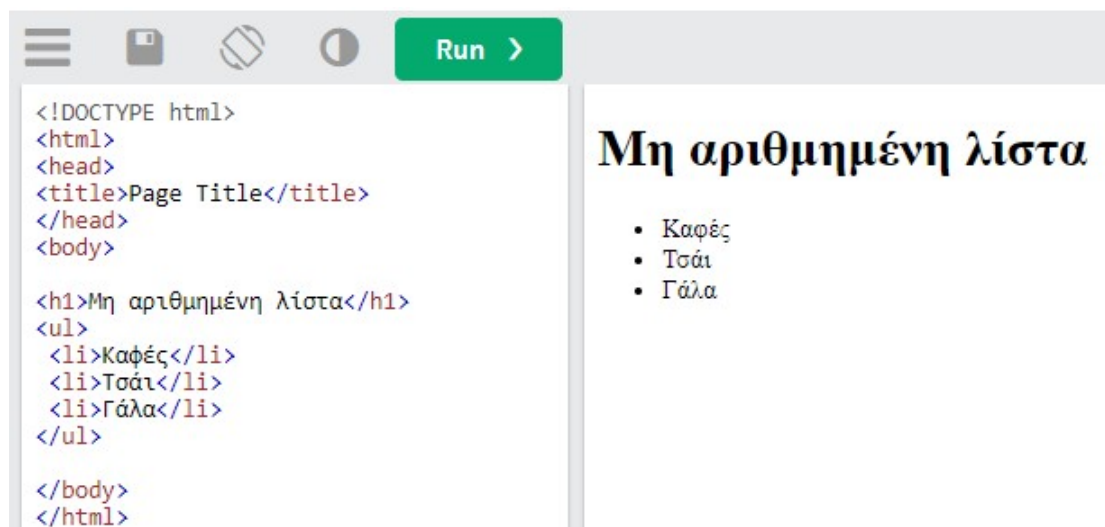 Run ❯
<!DOCTYPE html>
<html>
<head>
<title>Page Title</title>
</head>
<body>
<h1>Μη αριθμημένη λίστα</h1>
<ul>
<li>Καφές</li>
<li>Τσάι</li>
<li>Γάλα</li>
</ul>
</body>
</html>
Μη αριθμημένη λίστα
• Καφές
• Τσάι
• Γάλα